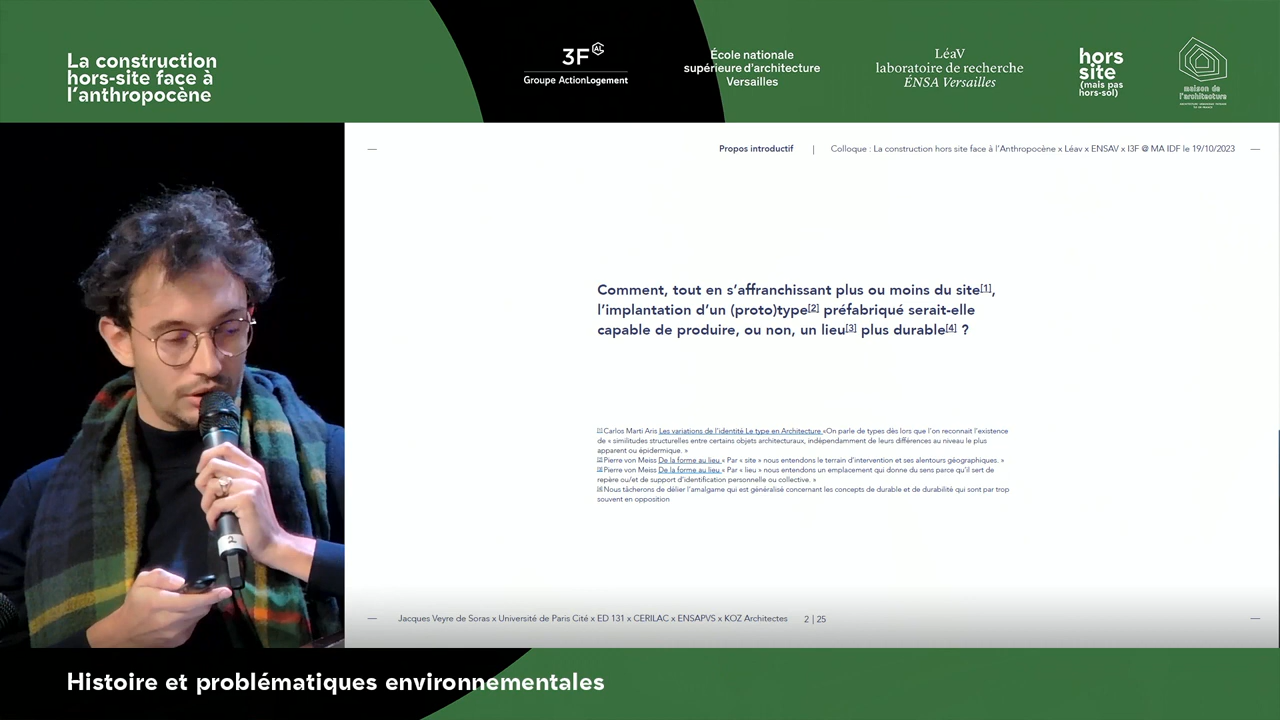 La construction
hors-site face à
l'anthropocène
3F AL
Groupe ActionLogement
École nationale
supérieure d'architecture
Versailles
LéaV
laboratoire de recherche
ÉNSA Versailles
hors
site
(mais pas
hors-sol)
maison de
l'architecture
— Propos introductif | Colloque : La construction hors site face à l'Anthropocène x Léav x ENSAV x I3F @ MA IDF le 19/10/2023 —
Comment, tout en s'affranchissant plus ou moins du site[1],
l'implantation d'un (proto)type[2] préfabriqué serait-elle
capable de produire, ou non, un lieu[3] plus durable[4] ?
[1] Carlos Marti Aris Les variations de l'identité Le type en Architecture «On parle de types dès lors que l'on reconnait l'existence
de « similitudes structurelles entre certains objets architecturaux, indépendamment de leurs différences au niveau le plus
apparent ou épidermique. »
[2] Pierre von Meiss De la forme au lieu « Par « site » nous entendons le terrain d'intervention et ses alentours géographiques. »
[3] Pierre von Meiss De la forme au lieu « Par « lieu » nous entendons un emplacement qui donne du sens parce qu'il sert de
repère ou/et de support d'identification personnelle ou collective. »
[4] Nous tâcherons de délier l'amalgame qui est généralisé concernant les concepts de durable et de durabilité qui sont par trop
souvent en opposition
2
— Jacques Veyre de Soras x Université de Paris Cité x ED 131 x CERILAC x ENSAPVS x KOZ Architectes 2 | 25 —
Histoire et problématiques environnementales